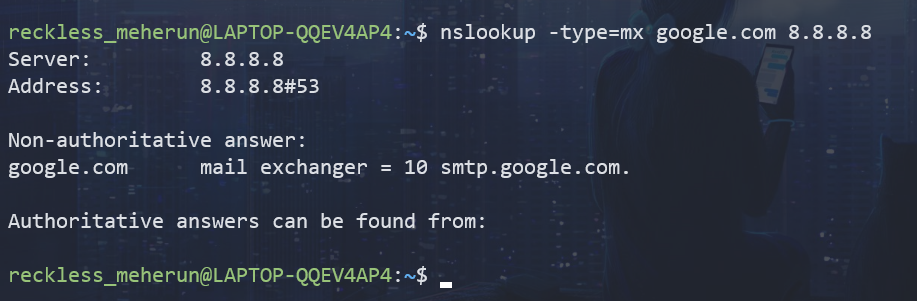 reckless_meherun@LAPTOP-QQEV4AP4:~$ nslookup -type=mx google.com 8.8.8.8
Server:         8.8.8.8
Address:        8.8.8.8#53

Non-authoritative answer:
google.com      mail exchanger = 10 smtp.google.com.

Authoritative answers can be found from:

reckless_meherun@LAPTOP-QQEV4AP4:~$